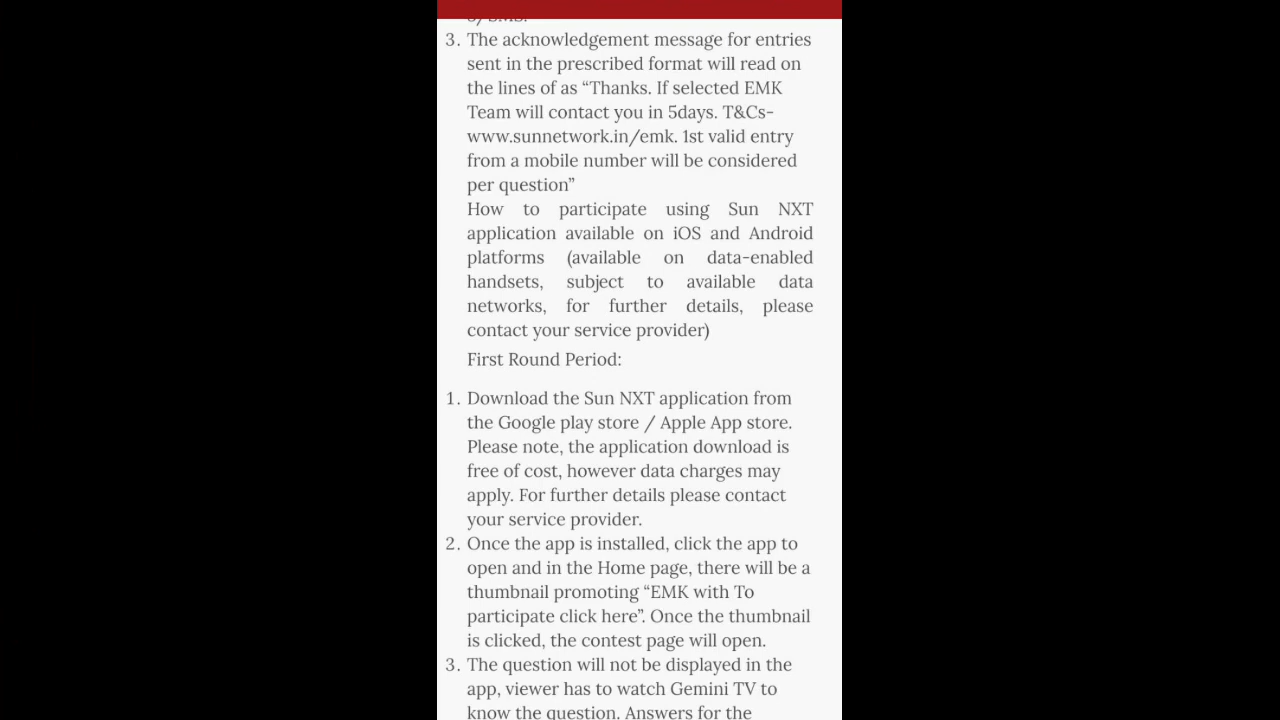 3. The acknowledgement message for entries
sent in the prescribed format will read on
the lines of as “Thanks. If selected EMK
Team will contact you in 5days. T&Cs-
www.sunnetwork.in/emk. 1st valid entry
from a mobile number will be considered
per question”
How to participate using Sun NXT
application available on iOS and Android
platforms (available on data-enabled
handsets, subject to available data
networks, for further details, please
contact your service provider)
First Round Period:
1. Download the Sun NXT application from
the Google play store / Apple App store.
Please note, the application download is
free of cost, however data charges may
apply. For further details please contact
your service provider.
2. Once the app is installed, click the app to
open and in the Home page, there will be a
thumbnail promoting “EMK with To
participate click here”. Once the thumbnail
is clicked, the contest page will open.
3. The question will not be displayed in the
app, viewer has to watch Gemini TV to
know the question. Answers for the